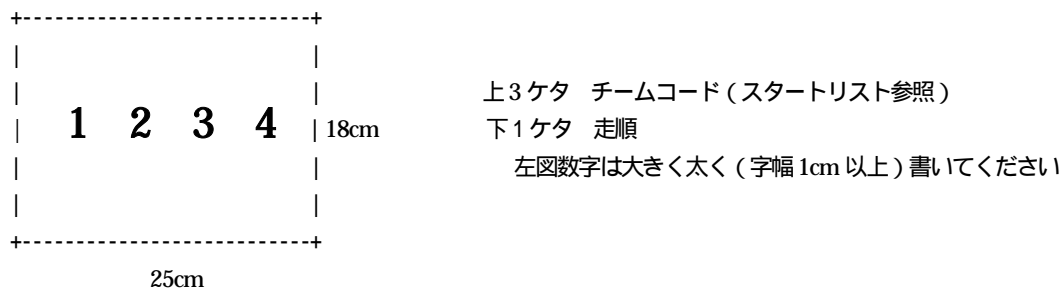 +---------------------------+
|                           |
|                           |
上3ケタ　チームコード（スタートリスト参照）
| 1 2 3 4 | 18cm
下1ケタ　走順
左図数字は大きく太く（字幅1cm以上）書いてください
|                           |
|                           |
+---------------------------+
25cm